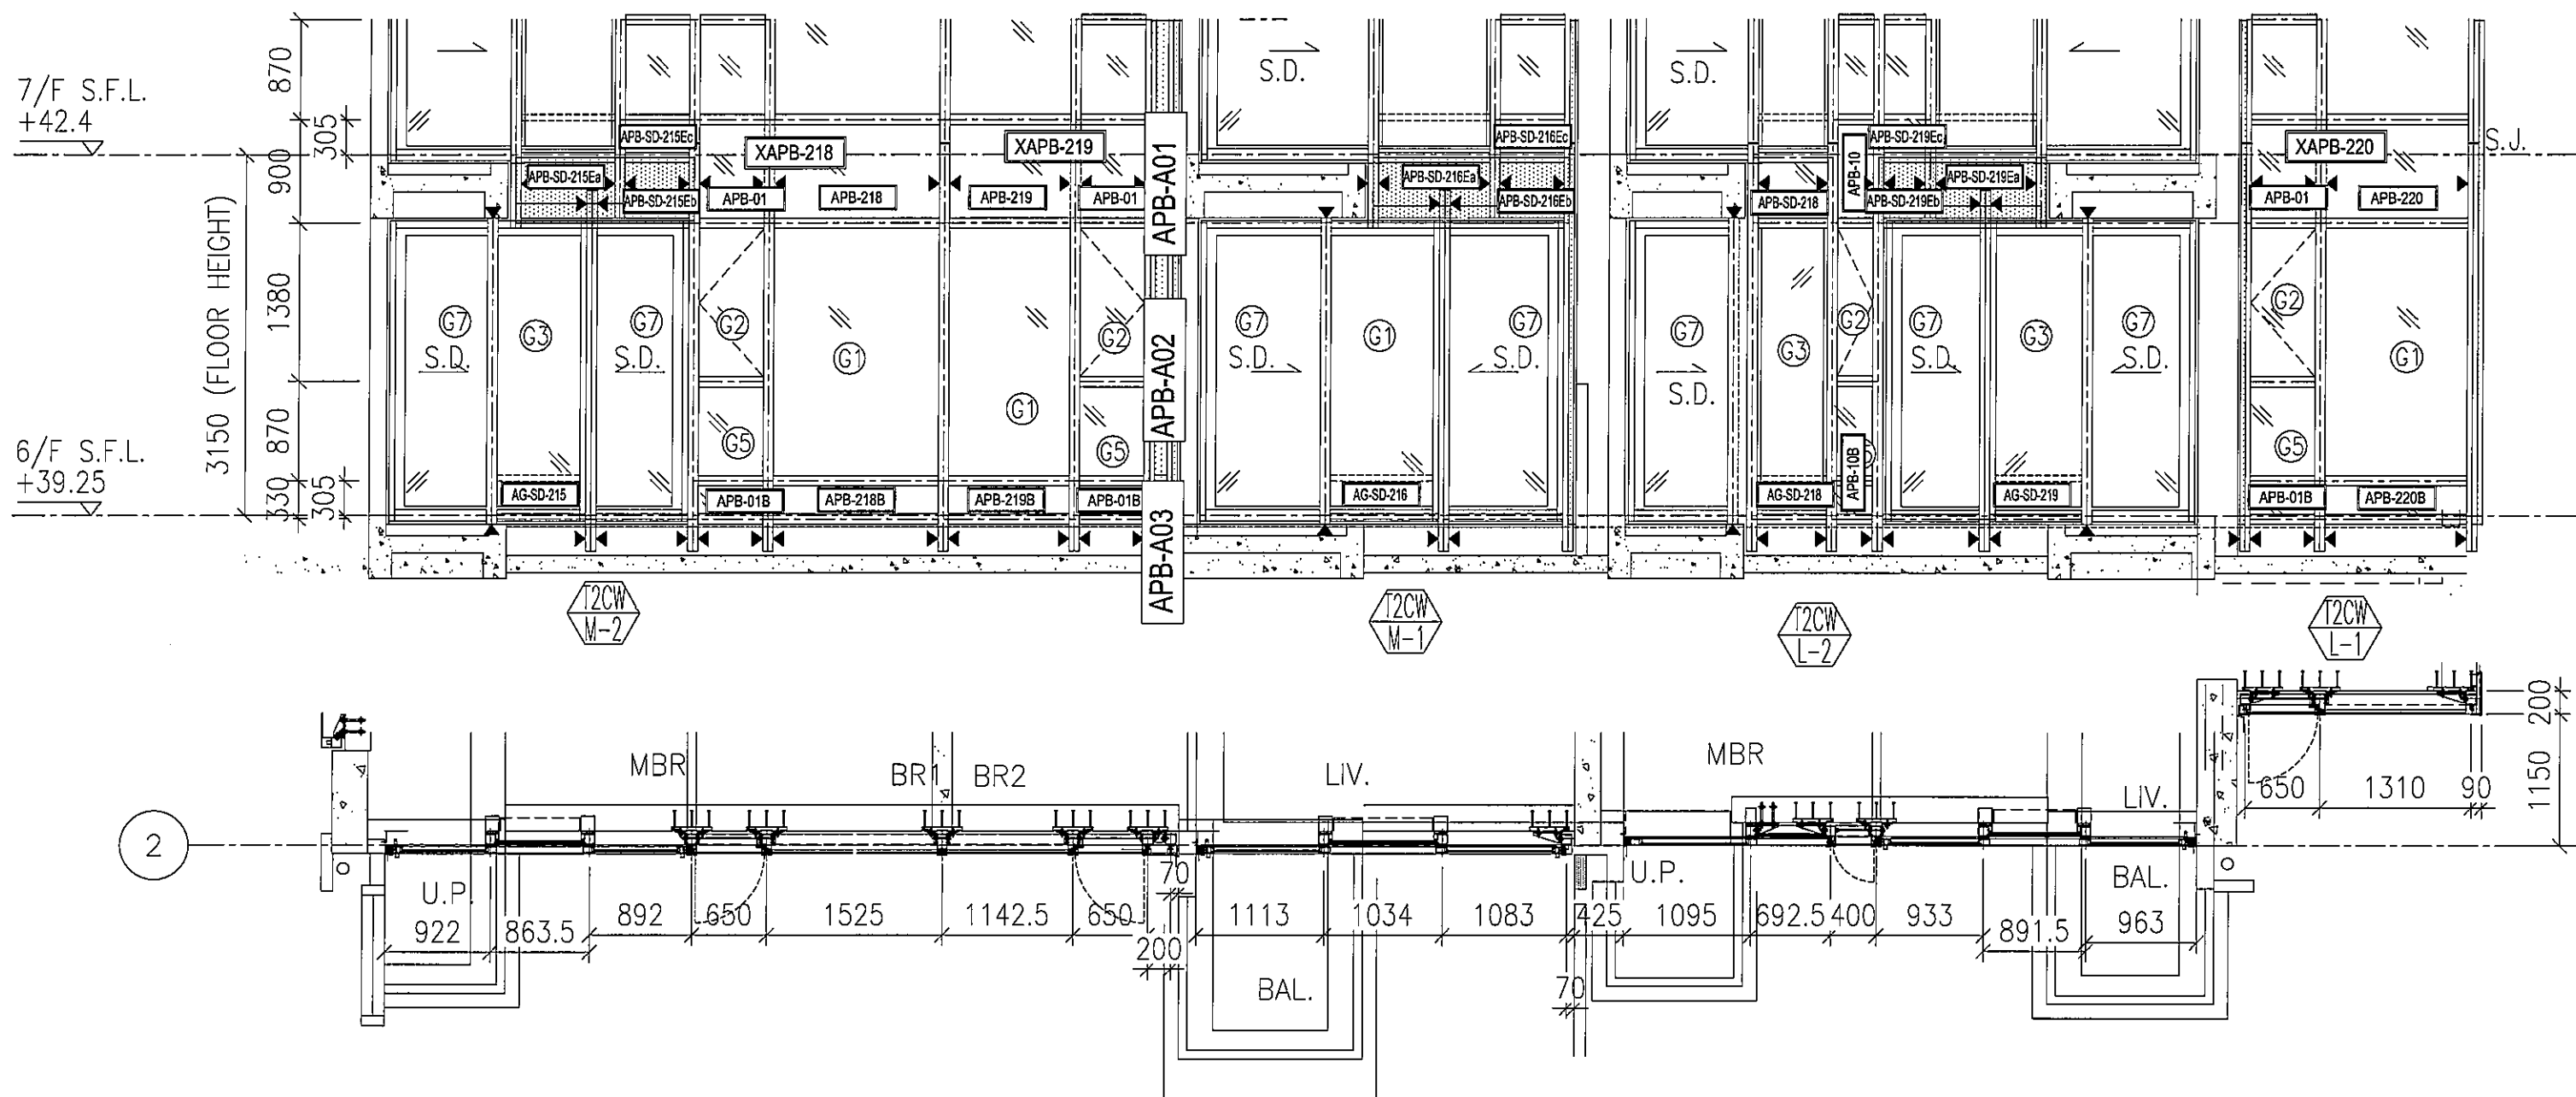 870
7/F S.F.L.
+42.4
305
900
3150 (FLOOR HEIGHT)
1380
870
6/F S.F.L.
+39.25
330
305
S.D.
S.D.
APB-SD-215Ec
XAPB-218
XAPB-219
APB-A01
APB-SD-216Ec
APB-10
APB-SD-219Ec
XAPB-220
S.J.
APB-SD-215Ea
APB-SD-215Eb
APB-01
APB-218
APB-219
APB-01
APB-SD-216Ea
APB-SD-216Eb
APB-SD-218
APB-SD-219Eb
APB-SD-219Ea
APB-01
APB-220
G7
S.D.
G3
G7
S.D.
G2
G1
G1
G2
APB-A02
G7
S.D.
G1
G7
S.D.
G7
S.D.
G3
G2
G7
S.D.
G3
G7
S.D.
G2
G1
G5
G5
G5
AG-SD-215
APB-01B
APB-218B
APB-219B
APB-01B
APB-A03
AG-SD-216
AG-SD-218
APB-10B
AG-SD-219
APB-01B
APB-220B
T2CW
M-2
T2CW
M-1
T2CW
L-2
T2CW
L-1
2
MBR
BR1
BR2
LIV.
MBR
LIV.
650
1310
90
200
1150
U.P.
70
U.P.
BAL.
922
863.5
892
650
1525
1142.5
650
200
1113
1034
1083
425
1095
692.5
400
933
891.5
963
BAL.
70